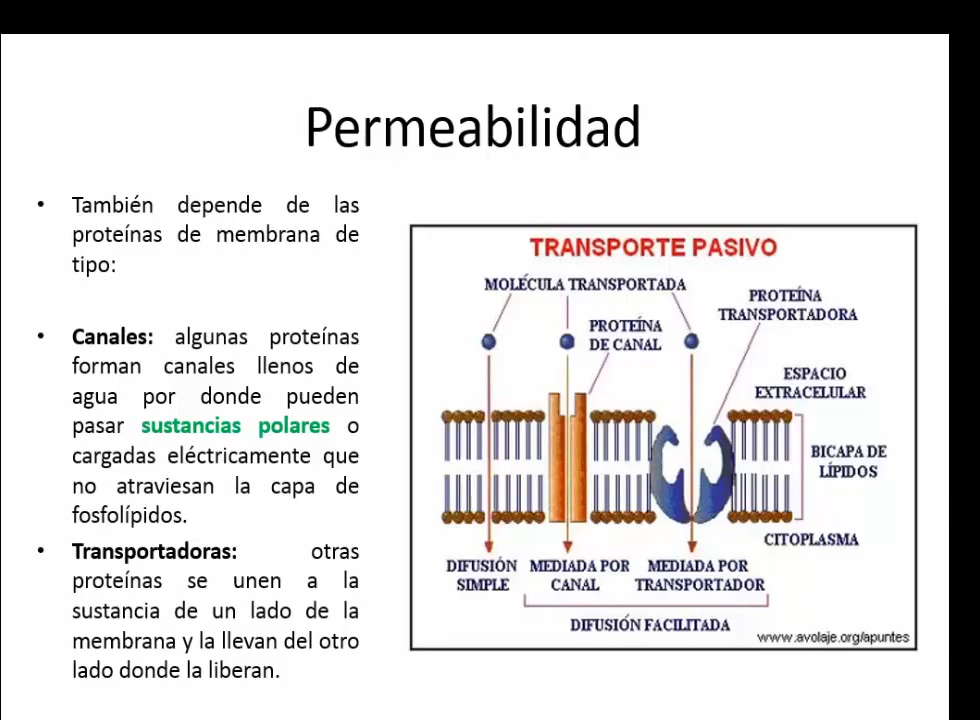 Permeabilidad
• También depende de las
proteínas de membrana de
tipo:
• Canales: algunas proteínas
forman canales llenos de
agua por donde pueden
pasar sustancias polares o
cargadas eléctricamente que
no atraviesan la capa de
fosfolípidos.
• Transportadoras: otras
proteínas se unen a la
sustancia de un lado de la
membrana y la llevan del otro
lado donde la liberan.
TRANSPORTE PASIVO
MOLÉCULA TRANSPORTADA
PROTEÍNA
TRANSPORTADORA
PROTEÍNA
DE CANAL
ESPACIO
EXTRACELULAR
BICAPA DE
LÍPIDOS
CITOPLASMA
DIFUSIÓN
SIMPLE
MEDIADA POR
CANAL
MEDIADA POR
TRANSPORTADOR
DIFUSIÓN FACILITADA
www.avolaje.org/apuntes